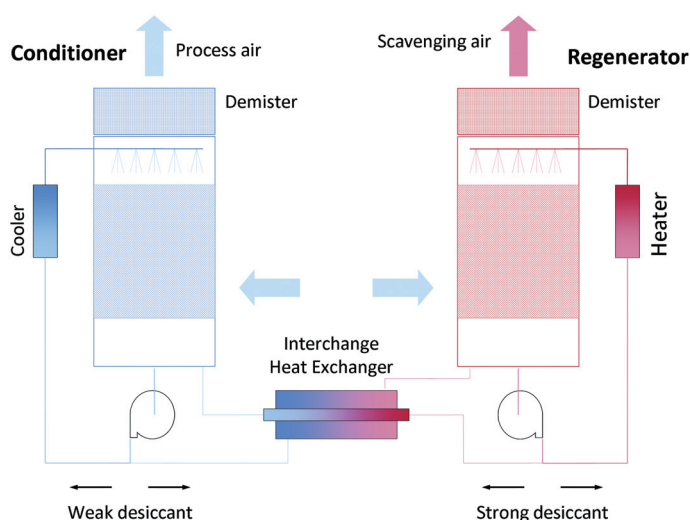 Conditioner
Process air
Scavenging air
Regenerator
Demister
Demister
Cooler
Heater
Interchange
Heat Exchanger
Weak desiccant
Strong desiccant